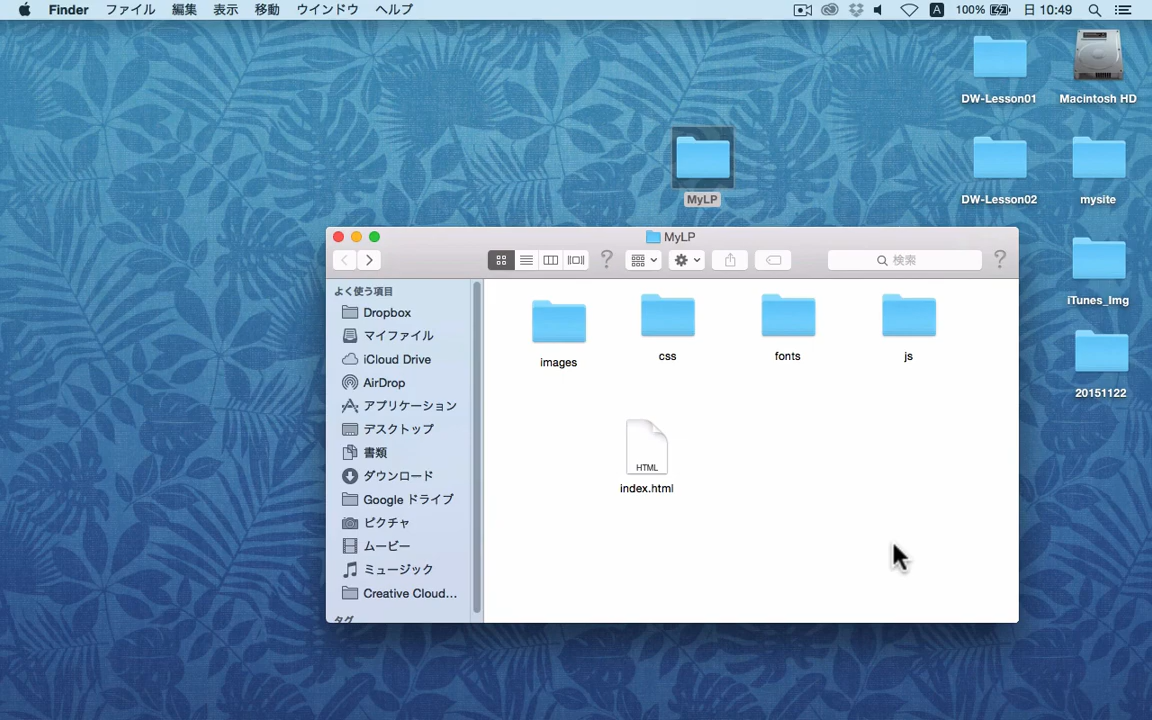 Finder ファイル 編集 表示 移動 ウインドウ ヘルプ A 100% 日 10:49
DW-Lesson01
Macintosh HD
DW-Lesson02
mysite
MyLP
iTunes_Img
20151122
MyLP
検索
よく使う項目
Dropbox
マイファイル
iCloud Drive
AirDrop
アプリケーション
デスクトップ
書類
ダウンロード
Google ドライブ
ピクチャ
ムービー
ミュージック
Creative Cloud...
タグ
images
css
fonts
js
HTML
index.html